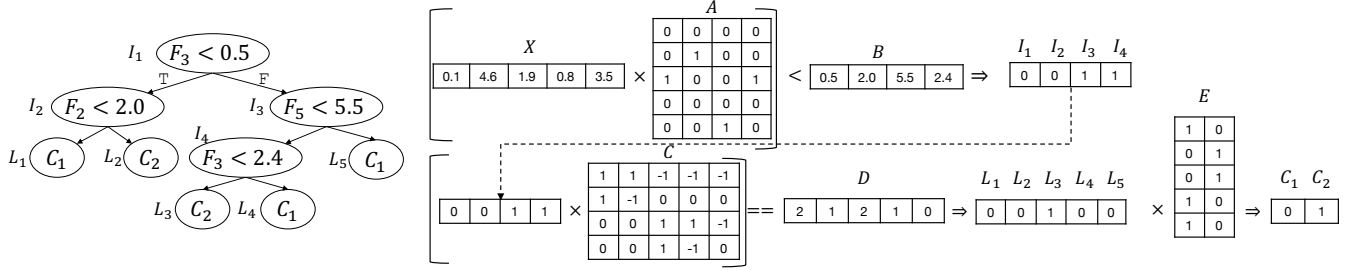 I₁ F₃ < 0.5
T F
I₂ F₂ < 2.0 I₃ F₅ < 5.5
I₄
L₁ C₁ L₂ C₂ F₃ < 2.4 L₅ C₁
L₃ C₂ L₄ C₁
A
0 0 0 0
X 0 1 0 0 B I₁ I₂ I₃ I₄
0.1 4.6 1.9 0.8 3.5 × 1 0 0 1 < 0.5 2.0 5.5 2.4 ⇒ 0 0 1 1
0 0 0 0
0 0 1 0
C
1 1 -1 -1 -1
1 -1 0 0 0
0 0 1 1 -1
0 0 1 -1 0
0 0 1 1 ×
D
== 2 1 2 1 0 ⇒
L₁ L₂ L₃ L₄ L₅
0 0 1 0 0 ×
E
1 0
0 1
0 1
1 0
1 0
C₁ C₂
⇒ 0 1